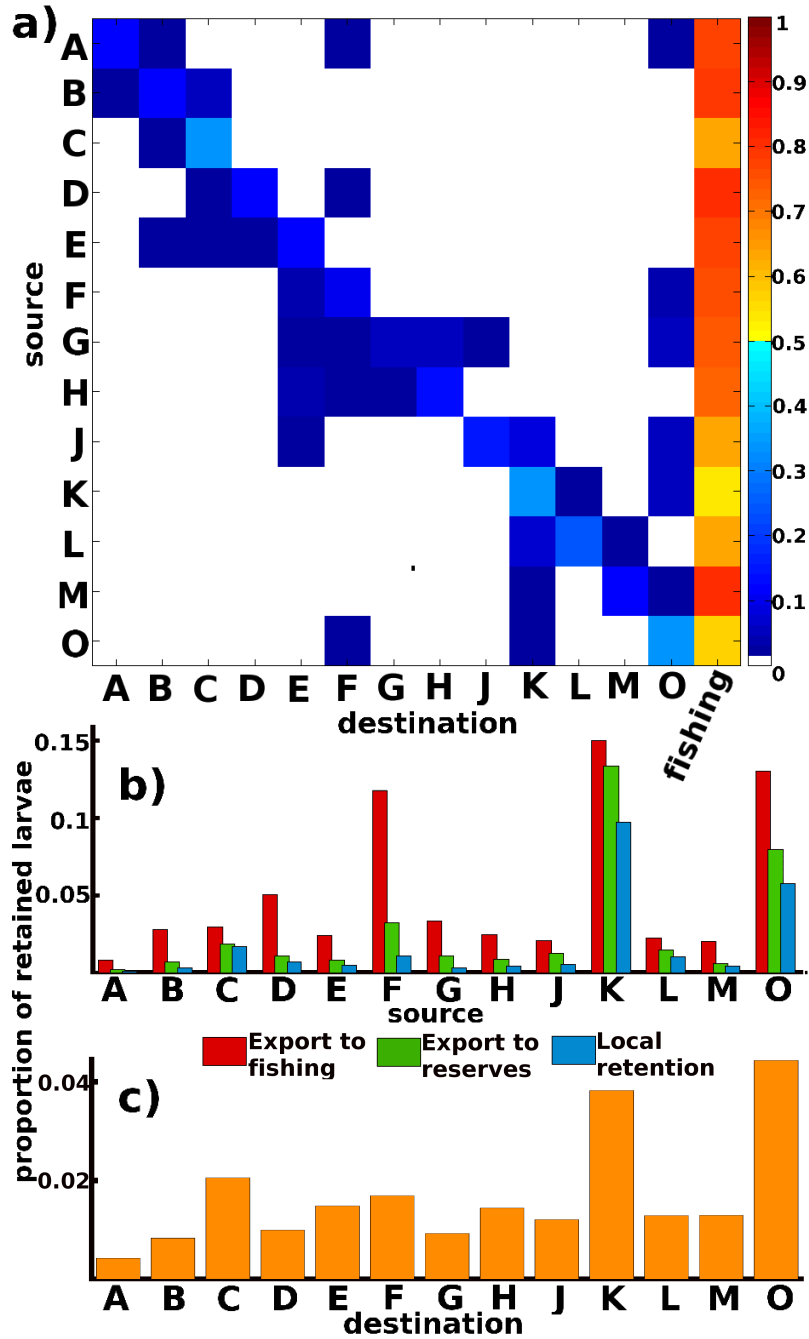 a)
A
B
C
D
E
F
G
H
J
K
L
M
O
source
1
0.9
0.8
0.7
0.6
0.5
0.4
0.3
0.2
0.1
0
A B C D E F G H J K L M O fishing
destination
b)
0.15
0.1
0.05
A B C D E F G H J K L M O
source
proportion of retained larvae
Export to fishing
Export to reserves
Local retention
c)
0.04
0.02
A B C D E F G H J K L M O
destination